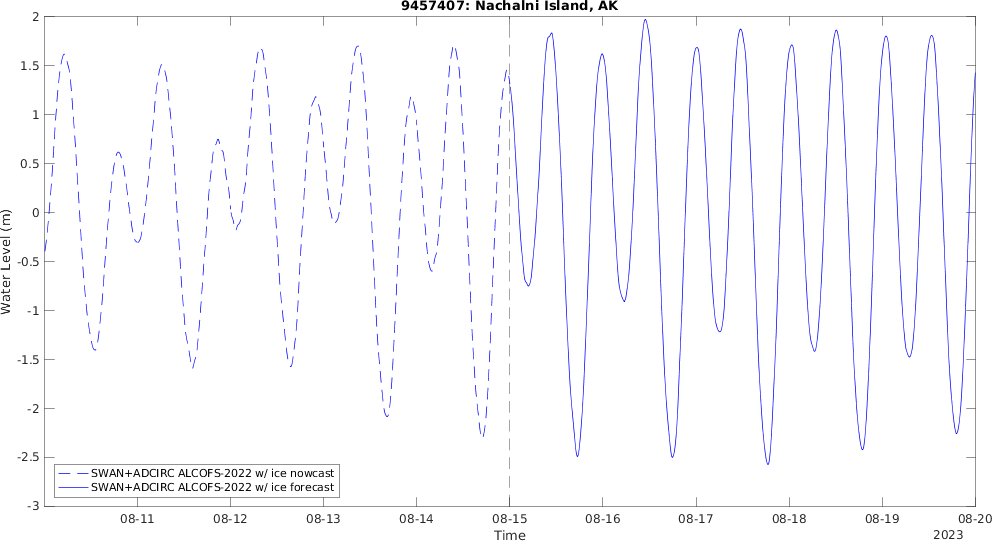 9457407: Nachalni Island, AK
2
1.5
1
0.5
0
-0.5
-1
-1.5
-2
-2.5
-3
Water Level (m)
SWAN+ADCIRC ALCOFS-2022 w/ ice nowcast
SWAN+ADCIRC ALCOFS-2022 w/ ice forecast
08-11 08-12 08-13 08-14 08-15 08-16 08-17 08-18 08-19 08-20
Time
2023